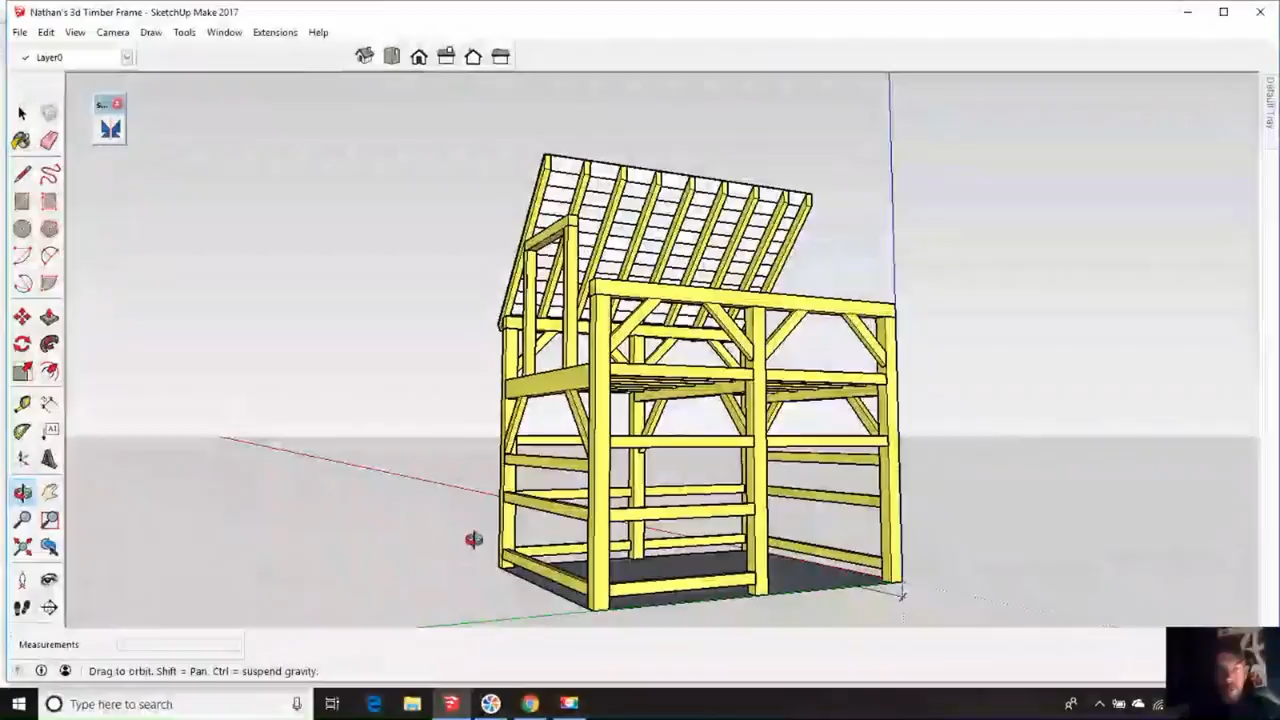 Nathan's 3d Timber Frame - SketchUp Make 2017
File Edit View Camera Draw Tools Window Extensions Help
Layer0
S...
Default Tray
A1
Measurements
Drag to orbit. Shift = Pan. Ctrl = suspend gravity.
Type here to search